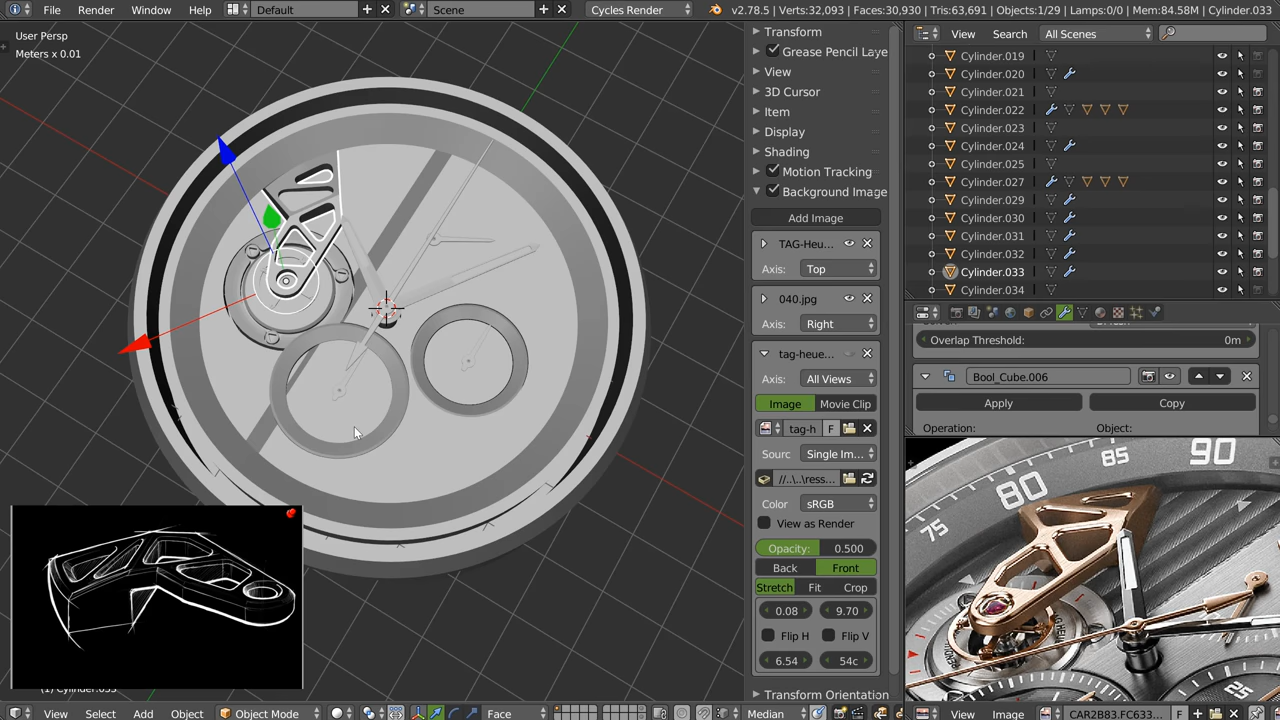 File Render Window Help Default Scene Cycles Render v2.78.5 | Verts:32,093 | Faces:30,930 | Tris:63,691 | Objects:1/29 | Lamps:0/0 | Mem:84.58M | Cylinder.033
User Persp
Meters x 0.01
Transform
Grease Pencil Laye
View
3D Cursor
Item
Display
Shading
Motion Tracking
Background Image
Add Image
TAG-Heu...
Axis: Top
040.jpg
Axis: Right
tag-heue...
Axis: All Views
Image Movie Clip
tag-h F
Sourc Single Im...
//..\..\ress...
Color sRGB
View as Render
Opacity: 0.500
Back Front
Stretch Fit Crop
0.08 9.70
Flip H Flip V
6.54 54c
Transform Orientation
View Search All Scenes
Cylinder.019
Cylinder.020
Cylinder.021
Cylinder.022
Cylinder.023
Cylinder.024
Cylinder.025
Cylinder.027
Cylinder.029
Cylinder.030
Cylinder.031
Cylinder.032
Cylinder.033
Cylinder.034
Overlap Threshold: 0m
Bool_Cube.006
Apply Copy
Operation: Object:
75 80 85 90
25
(1) Cylinder.033
View Select Add Object Object Mode Face Median
View Image CAR2B83.FC633... F